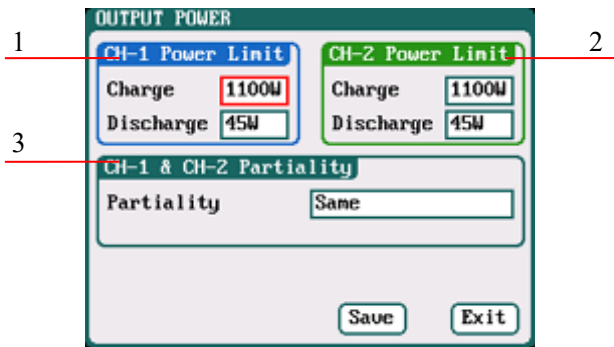 OUTPUT POWER
1
CH-1 Power Limit
CH-2 Power Limit
2
Charge 1100W
Charge 1100W
Discharge 45W
Discharge 45W
3
CH-1 & CH-2 Partiality
Partiality Same
Save Exit